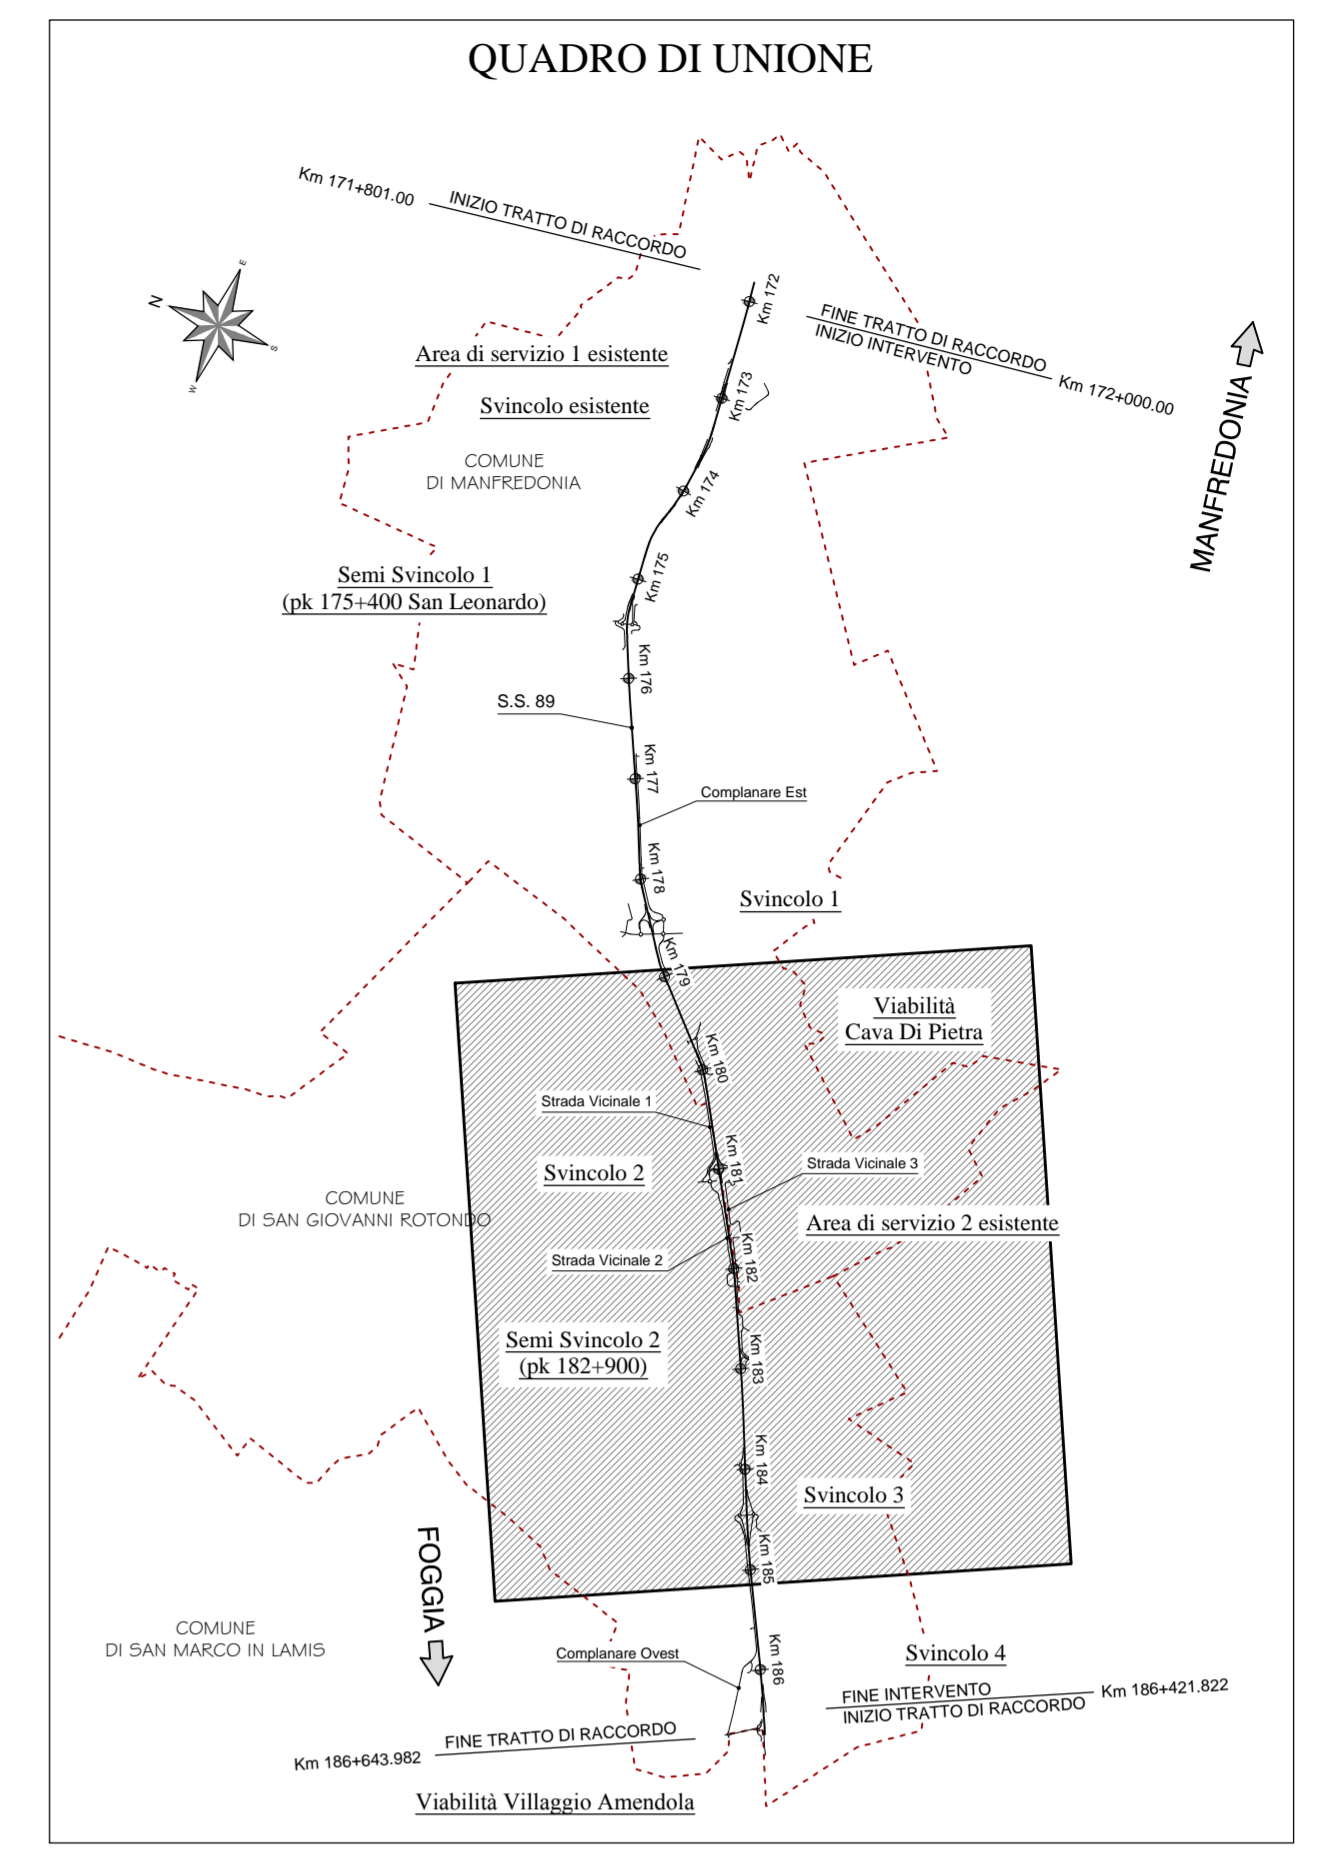 QUADRO DI UNIONE
Km 171+801.00
INIZIO TRATTO DI RACCORDO
N
E
S
W
Km 172
FINE TRATTO DI RACCORDO
INIZIO INTERVENTO
Km 172+000.00
MANFREDONIA
Area di servizio 1 esistente
Km 173
Svincolo esistente
COMUNE
DI MANFREDONIA
Km 174
Km 175
Semi Svincolo 1
(pk 175+400 San Leonardo)
Km 176
S.S. 89
Km 177
Complanare Est
Km 178
Svincolo 1
Km 179
Viabilità
Cava Di Pietra
Km 180
Strada Vicinale 1
Km 181
Strada Vicinale 3
Svincolo 2
COMUNE
DI SAN GIOVANNI ROTONDO
Area di servizio 2 esistente
Strada Vicinale 2
Km 182
Semi Svincolo 2
(pk 182+900)
Km 183
Km 184
Svincolo 3
FOGGIA
Km 185
COMUNE
DI SAN MARCO IN LAMIS
Complanare Ovest
Km 186
Svincolo 4
FINE INTERVENTO
INIZIO TRATTO DI RACCORDO
Km 186+421.822
FINE TRATTO DI RACCORDO
Km 186+643.982
Viabilità Villaggio Amendola